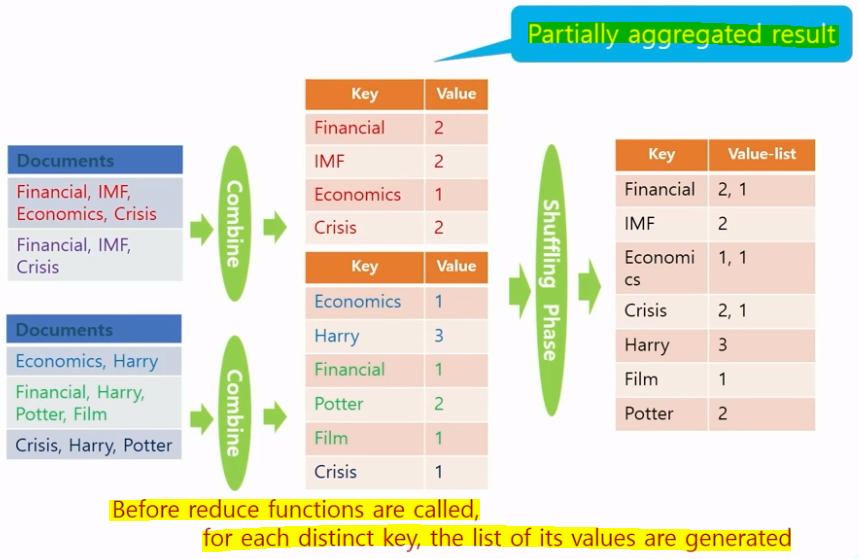 Partially aggregated result
Documents
Financial, IMF,
Economics, Crisis
Financial, IMF,
Crisis
Combine
Key Value
Financial 2
IMF 2
Economics 1
Crisis 2
Documents
Economics, Harry
Financial, Harry,
Potter, Film
Crisis, Harry, Potter
Combine
Key Value
Economics 1
Harry 3
Financial 1
Potter 2
Film 1
Crisis 1
Shuffling Phase
Key Value-list
Financial 2, 1
IMF 2
Economi
cs 1, 1
Crisis 2, 1
Harry 3
Film 1
Potter 2
Before reduce functions are called,
for each distinct key, the list of its values are generated